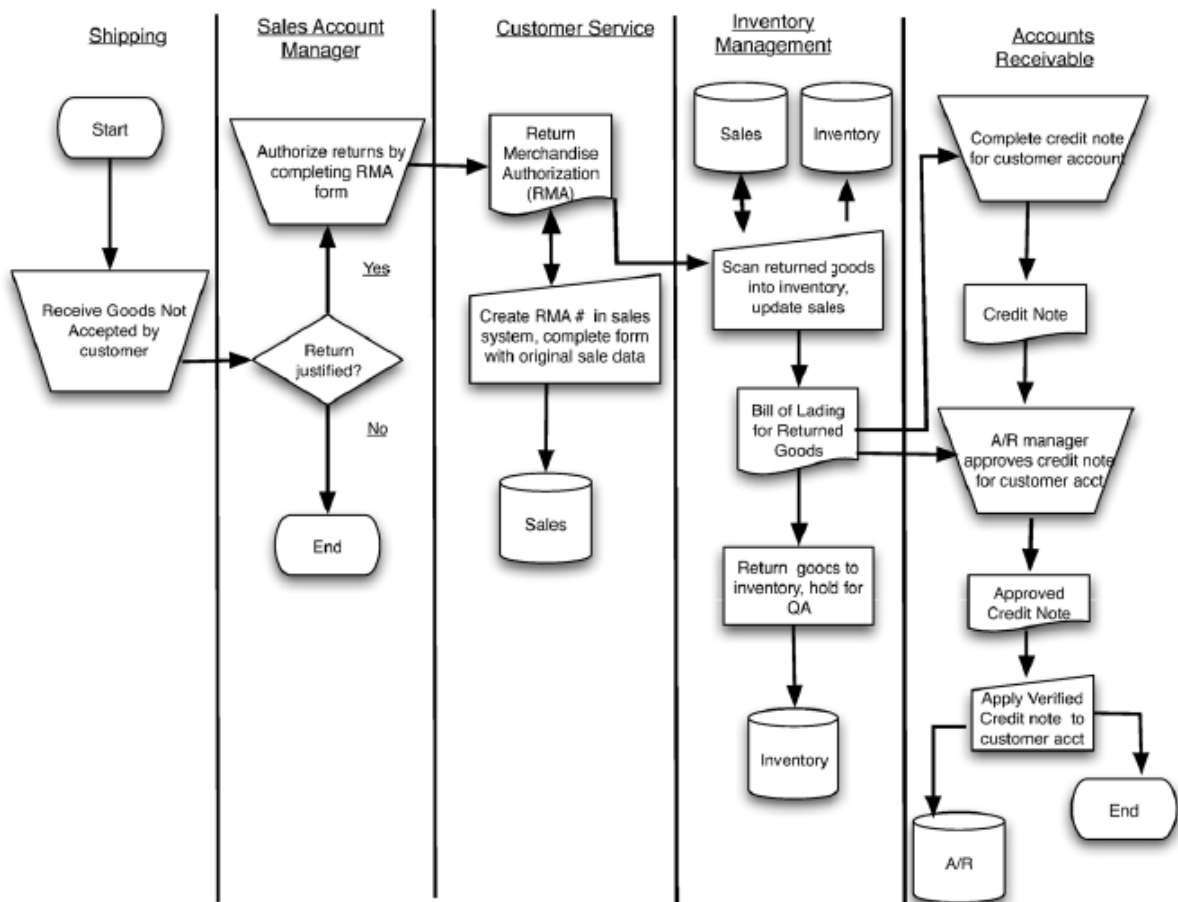 Shipping
Sales Account
Manager
Customer Service
Inventory
Management
Accounts
Receivable
Start
Receive Goods Not
Accepted by
customer
Authorize returns by
completing RMA
form
Yes
Return
justified?
No
End
Return
Merchandise
Authorization
(RMA)
Create RMA # in sales
system, complete form
with original sale data
Sales
Sales
Inventory
Scan returned goods
into inventory,
update sales
Bill of Lading
for Returned
Goods
Return goods to
inventory, hold for
QA
Inventory
Complete credit note
for customer account
Credit Note
A/R manager
approves credit note
for customer acct
Approved
Credit Note
Apply Verified
Credit note to
customer acct
End
A/R